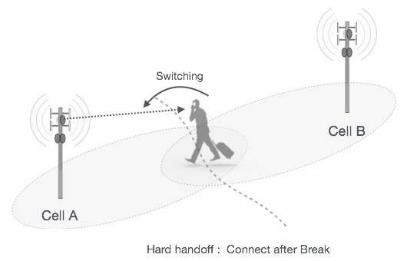 Switching
Cell B
Cell A
Hard handoff : Connect after Break